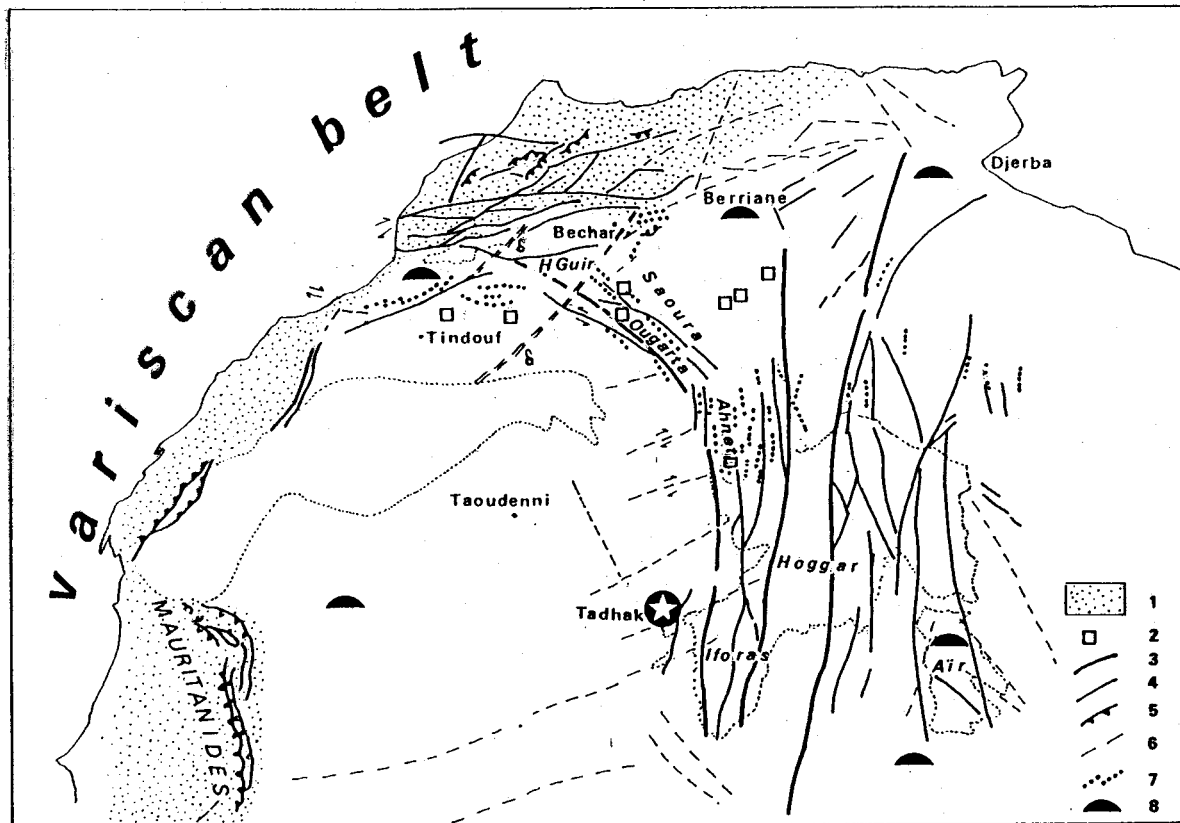 variscan belt
Djerba
Berriane
Bechar
H Guir
Saoura
Ougarta
Tindouf
Ahnet
Taoudenni
Hoggar
Tadhak
Iforas
Aïr
MAURITANIDES
1
2
3
4
5
6
7
8